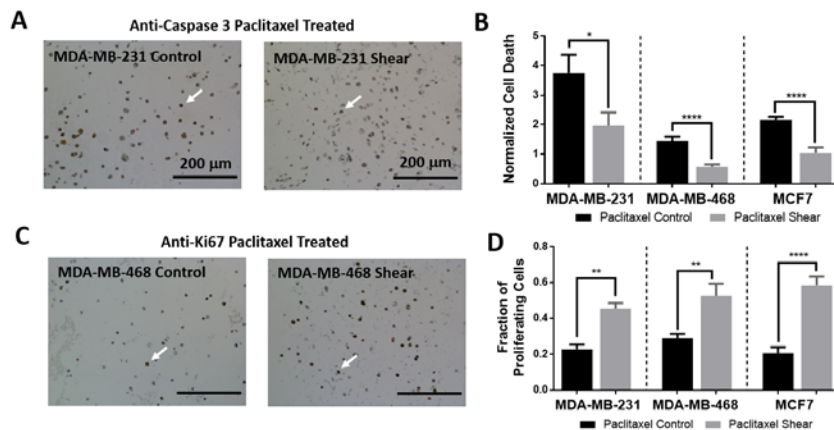 A
Anti-Caspase 3 Paclitaxel Treated
MDA-MB-231 Control
MDA-MB-231 Shear
200 µm
200 µm
B
Normalized Cell Death
5
4
3
2
1
0
*
****
****
MDA-MB-231
MDA-MB-468
MCF7
Paclitaxel Control
Paclitaxel Shear
C
Anti-Ki67 Paclitaxel Treated
MDA-MB-468 Control
MDA-MB-468 Shear
D
Fraction of
Proliferating Cells
0.8
0.6
0.4
0.2
0.0
**
**
****
MDA-MB-231
MDA-MB-468
MCF7
Paclitaxel Control
Paclitaxel Shear